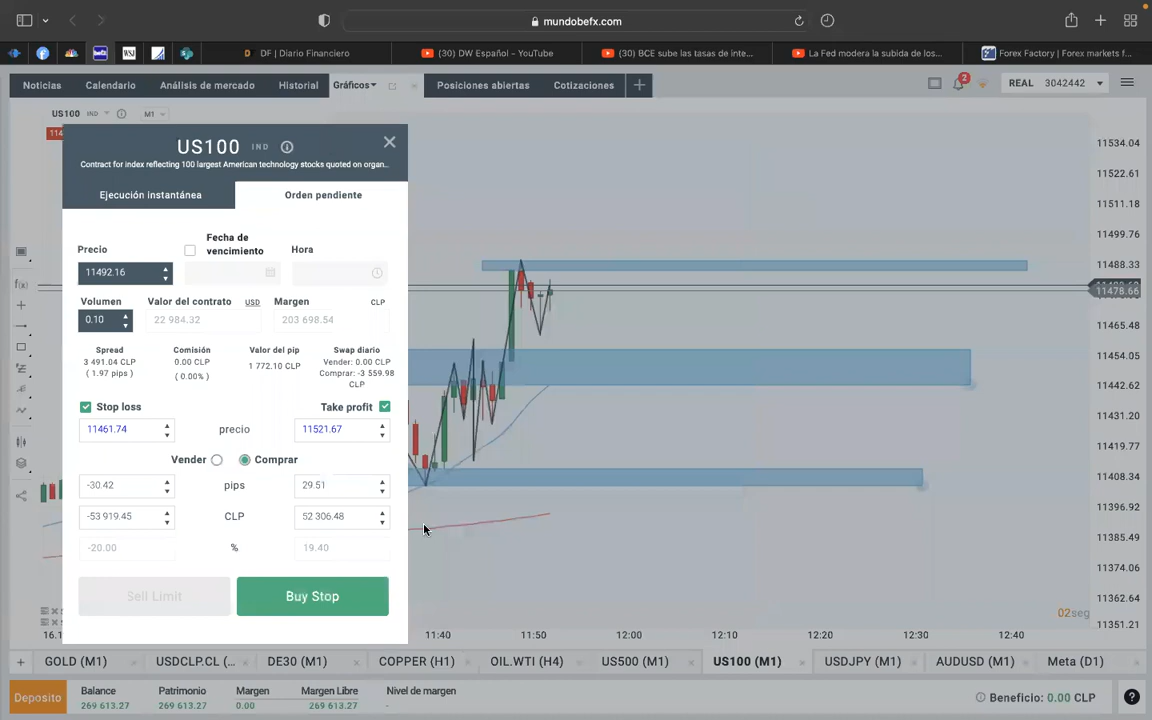 mundobefx.com
DF | Diario Financiero
(30) DW Español - YouTube
(30) BCE sube las tasas de inte...
La Fed modera la subida de los...
Forex Factory | Forex markets f...
Noticias
Calendario
Análisis de mercado
Historial
Gráficos
Posiciones abiertas
Cotizaciones
2
REAL 3042442
US100 IND M1
US100 IND
Contract for index reflecting 100 largest American technology stocks quoted on organ...
Ejecución instantánea
Orden pendiente
Precio
Fecha de
vencimiento
Hora
11492.16
Volumen
Valor del contrato USD
Margen CLP
0.10
22 984.32
203 698.54
Spread
3 491.04 CLP
( 1.97 pips )
Comisión
0.00 CLP
( 0.00% )
Valor del pip
1 772.10 CLP
Swap diario
Vender: 0.00 CLP
Comprar: -3 559.98
CLP
Stop loss
Take profit
11461.74 precio 11521.67
Vender Comprar
-30.42 pips 29.51
-53 919.45 CLP 52 306.48
-20.00 % 19.40
Sell Limit
Buy Stop
11534.04
11522.61
11511.18
11499.76
11488.33
11478.66
11465.48
11454.05
11442.62
11431.20
11419.77
11408.34
11396.92
11385.49
11374.06
11362.64
11351.21
02seg
11:40
11:50
12:00
12:10
12:20
12:30
12:40
GOLD (M1)
USDCLP.CL (...
DE30 (M1)
COPPER (H1)
OIL.WTI (H4)
US500 (M1)
US100 (M1)
USDJPY (M1)
AUDUSD (M1)
Meta (D1)
Deposito
Balance
269 613.27
Patrimonio
269 613.27
Margen
0.00
Margen Libre
269 613.27
Nivel de margen
-
Beneficio: 0.00 CLP